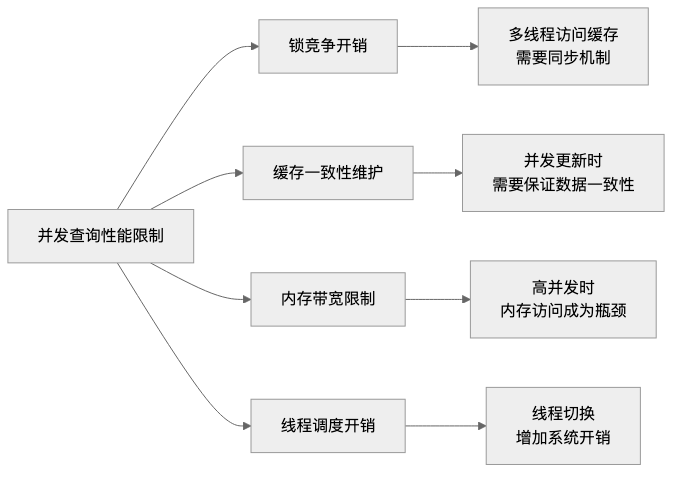 并发查询性能限制
锁竞争开销
多线程访问缓存
需要同步机制
缓存一致性维护
并发更新时
需要保证数据一致性
内存带宽限制
高并发时
内存访问成为瓶颈
线程调度开销
线程切换
增加系统开销